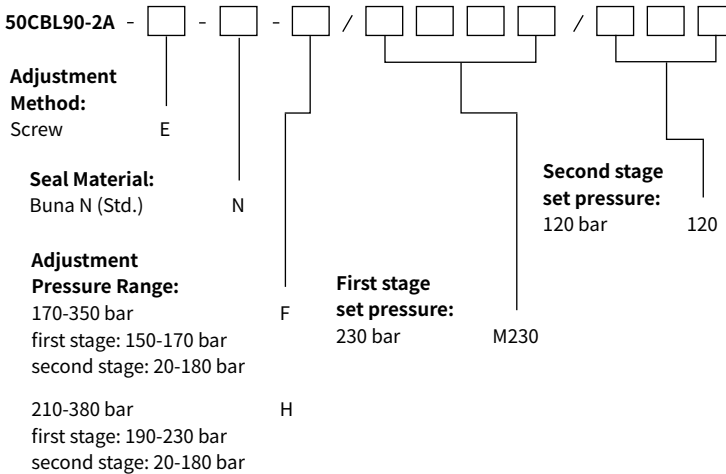 50CBL90-2A - - - / /
Adjustment
Method:
Screw E
Seal Material:
Buna N (Std.) N
Adjustment
Pressure Range:
170-350 bar F
first stage: 150-170 bar
second stage: 20-180 bar
210-380 bar H
first stage: 190-230 bar
second stage: 20-180 bar
First stage
set pressure:
230 bar M230
Second stage
set pressure:
120 bar 120